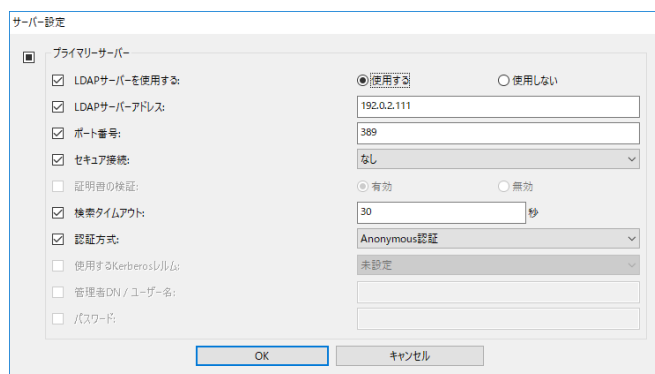 サーバー設定
プライマリーサーバー
LDAPサーバーを使用する: 使用する 使用しない
LDAPサーバーアドレス: 192.0.2.111
ポート番号: 389
セキュア接続: なし
証明書の検証: 有効 無効
検索タイムアウト: 30 秒
認証方式: Anonymous認証
使用するKerberosレルム: 未設定
管理者DN / ユーザー名:
パスワード:
OK キャンセル